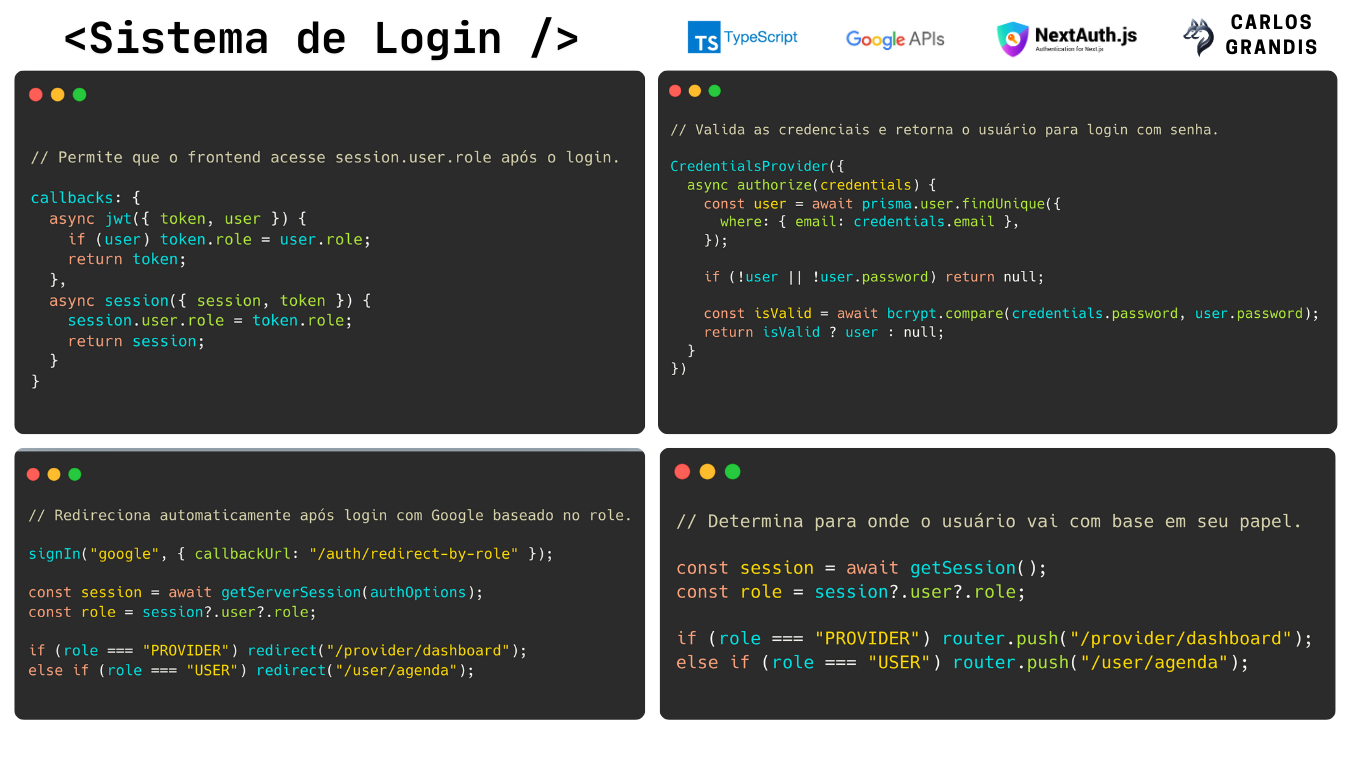 <Sistema de Login />
TS TypeScript
Google APIs
NextAuth.js
Authentication for Next.js
CARLOS
GRANDIS
// Permite que o frontend acesse session.user.role após o login.
callbacks: {
  async jwt({ token, user }) {
    if (user) token.role = user.role;
    return token;
  },
  async session({ session, token }) {
    session.user.role = token.role;
    return session;
  }
}
// Valida as credenciais e retorna o usuário para login com senha.
CredentialsProvider({
  async authorize(credentials) {
    const user = await prisma.user.findUnique({
      where: { email: credentials.email },
    });
    if (!user || !user.password) return null;
    const isValid = await bcrypt.compare(credentials.password, user.password);
    return isValid ? user : null;
  }
})
// Redireciona automaticamente após login com Google baseado no role.
signIn("google", { callbackUrl: "/auth/redirect-by-role" });
const session = await getServerSession(authOptions);
const role = session?.user?.role;
if (role === "PROVIDER") redirect("/provider/dashboard");
else if (role === "USER") redirect("/user/agenda");
// Determina para onde o usuário vai com base em seu papel.
const session = await getSession();
const role = session?.user?.role;
if (role === "PROVIDER") router.push("/provider/dashboard");
else if (role === "USER") router.push("/user/agenda");